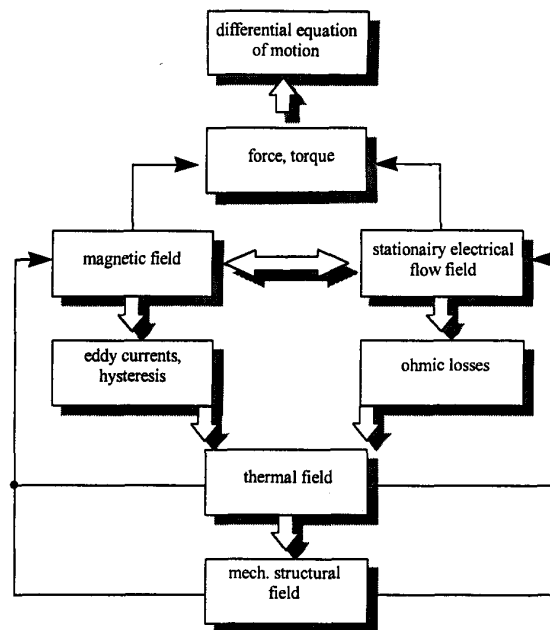 differential equation
of motion
force, torque
magnetic field
stationairy electrical
flow field
eddy currents,
hysteresis
ohmic losses
thermal field
mech. structural
field